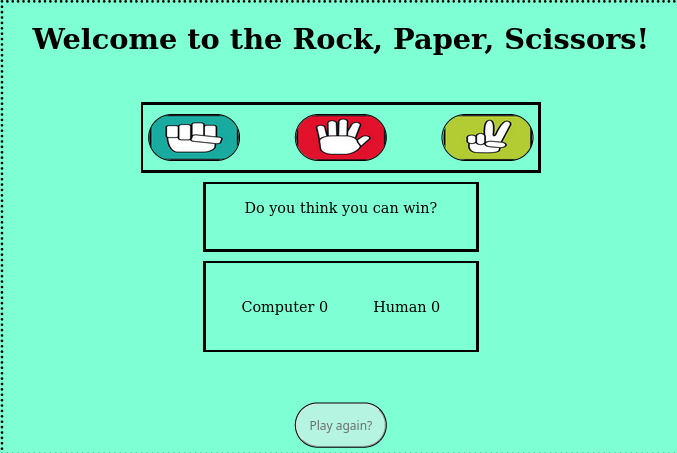 Welcome to the Rock, Paper, Scissors!
Do you think you can win?
Computer 0 Human 0
Play again?